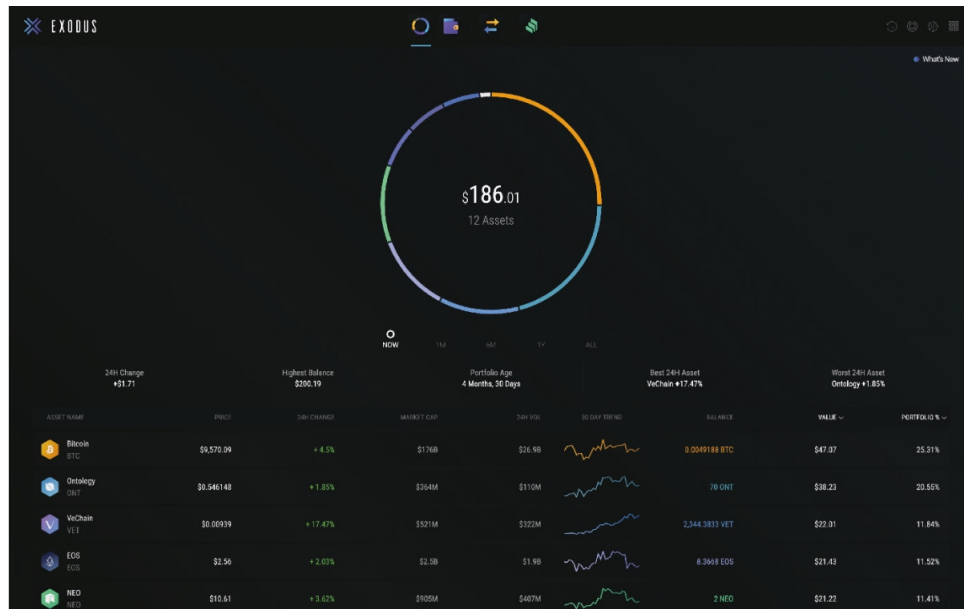 EXODUS
What's New
$186.01
12 Assets
NOW 1M 6M 1Y ALL
24H Change Highest Balance Portfolio Age Best 24H Asset Worst 24H Asset
+$1.71 $200.19 4 Months, 30 Days VeChain +17.47% Ontology +1.85%
ASSET NAME PRICE 24H CHANGE MARKET CAP 24H VOL 30 DAY TREND BALANCE VALUE PORTFOLIO %
Bitcoin
BTC $9,570.09 +4.5% $176B $26.9B 0.0049188 BTC $47.07 25.31%
Ontology
ONT $0.546148 +1.85% $364M $110M 70 ONT $38.23 20.55%
VeChain
VET $0.00939 +17.47% $521M $322M 2,344.3833 VET $22.01 11.84%
EOS
EOS $2.56 +2.03% $2.5B $1.9B 8.3668 EOS $21.43 11.52%
NEO
NEO $10.61 +3.62% $905M $407M 2 NEO $21.22 11.41%